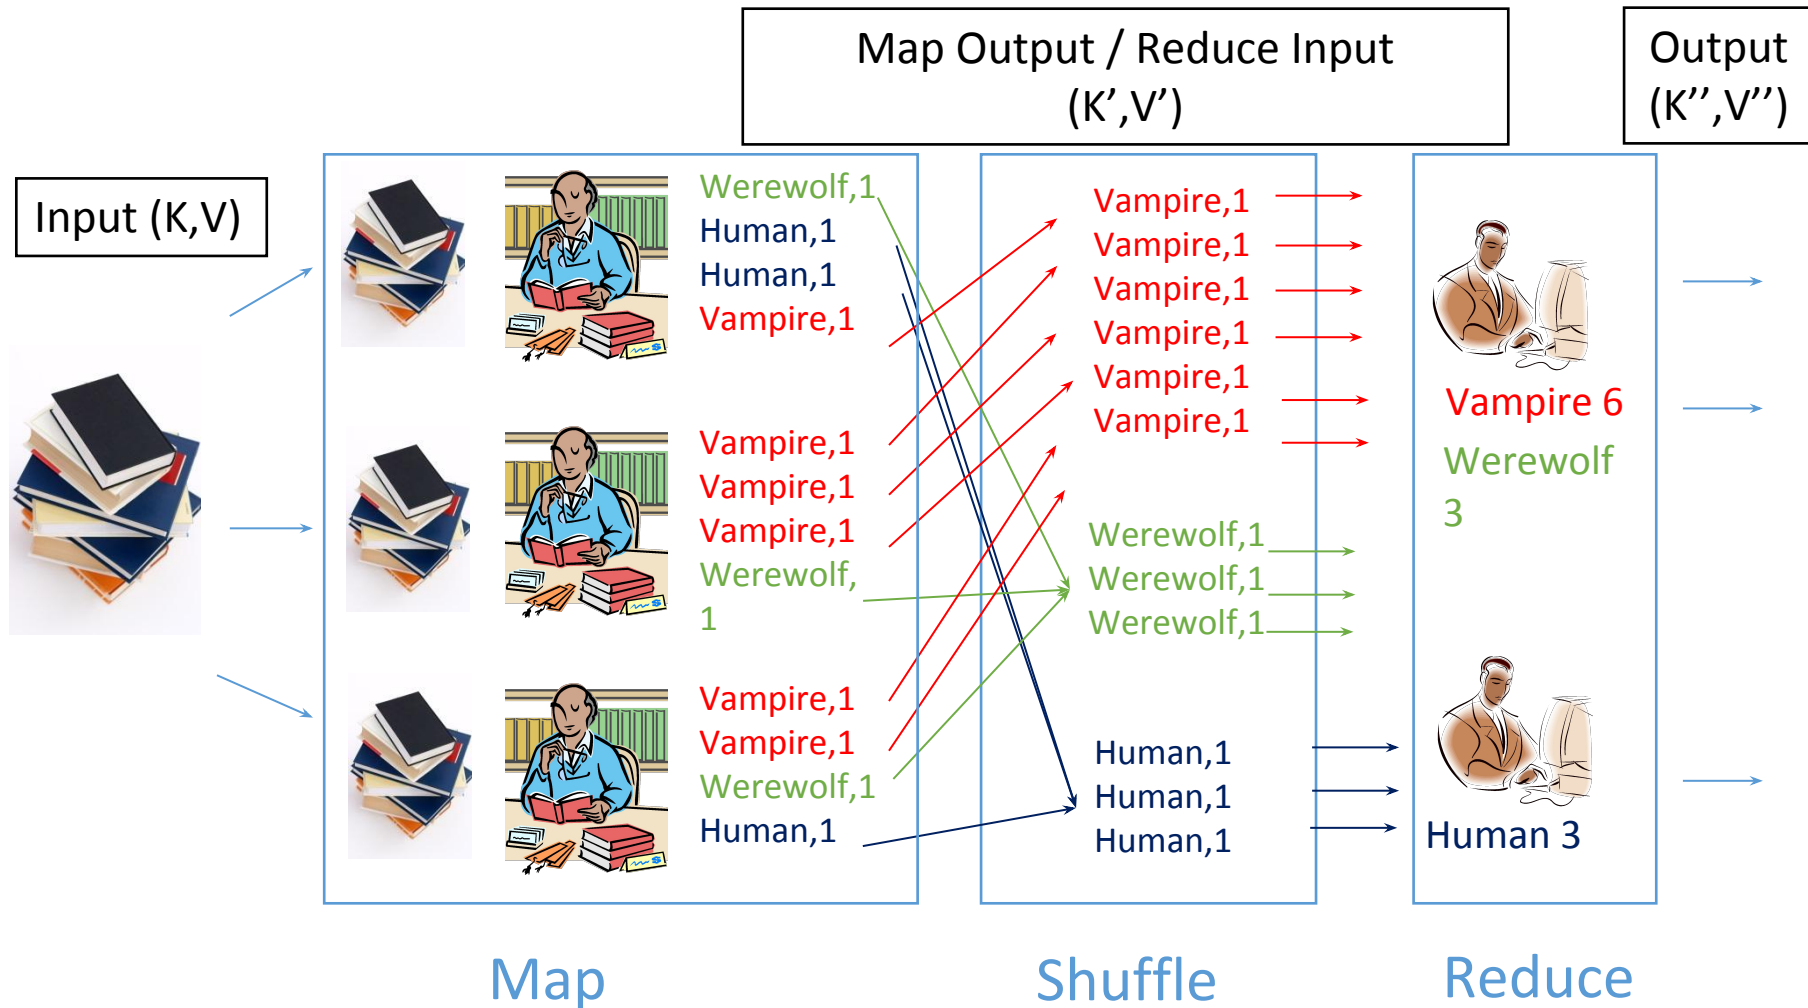 Map Output / Reduce Input
(K’,V’)
Output
(K’’,V’’)
Input (K,V)
Werewolf,1
Human,1
Human,1
Vampire,1
Vampire,1
Vampire,1
Vampire,1
Werewolf,
1
Vampire,1
Vampire,1
Werewolf,1
Human,1
Vampire,1
Vampire,1
Vampire,1
Vampire,1
Vampire,1
Vampire,1
Werewolf,1
Werewolf,1
Werewolf,1
Human,1
Human,1
Human,1
Vampire 6
Werewolf
3
Human 3
Map
Shuffle
Reduce